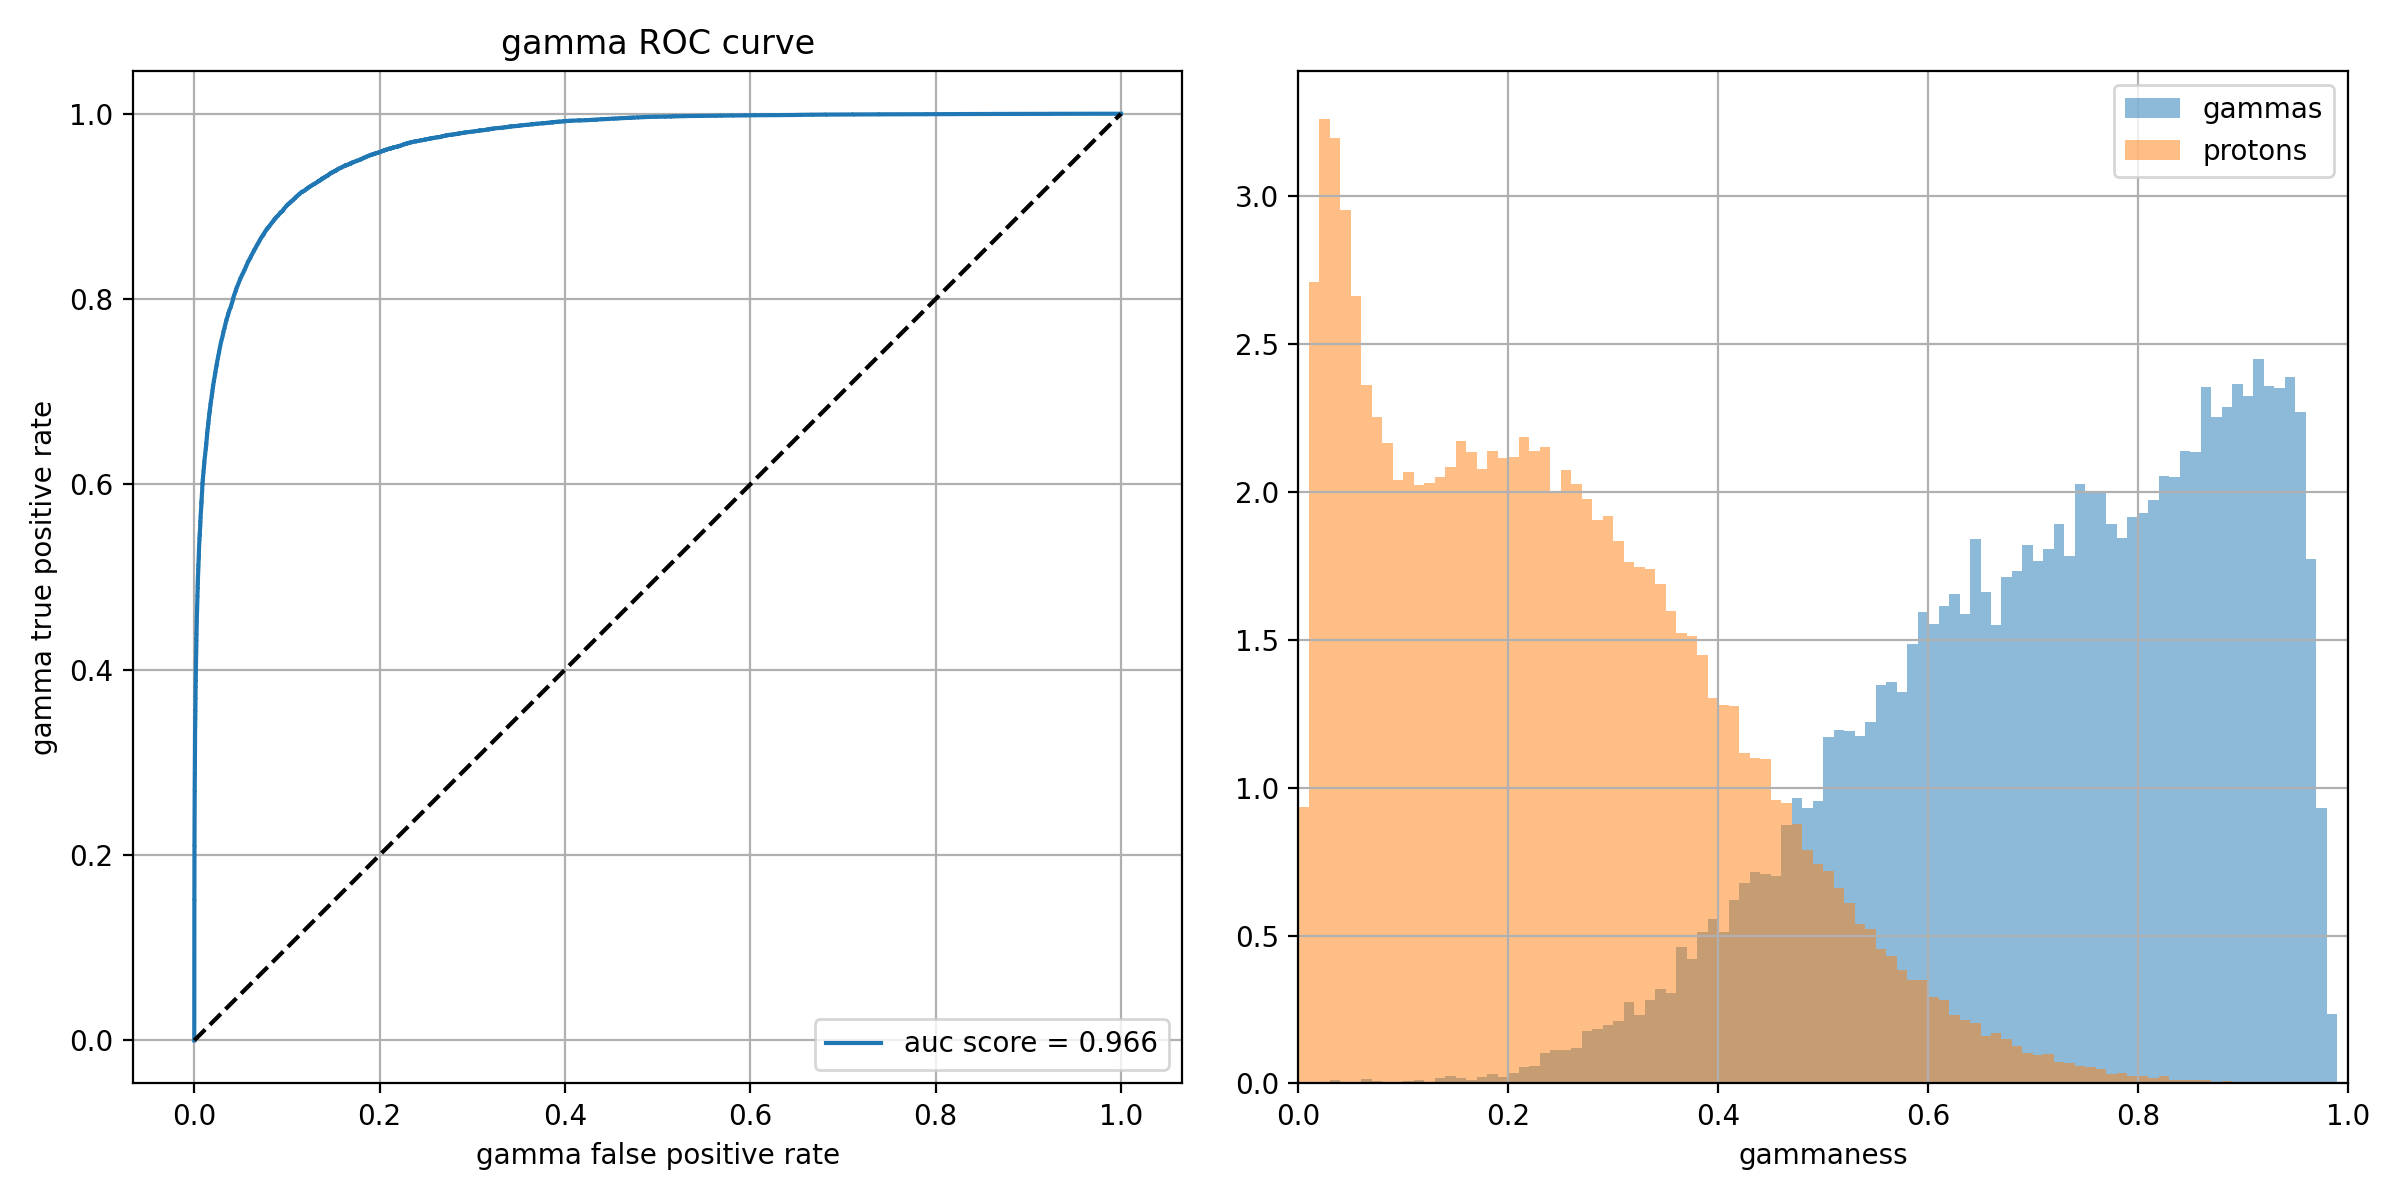 gamma ROC curve
1.0
0.8
0.6
0.4
0.2
0.0
gamma true positive rate
0.0 0.2 0.4 0.6 0.8 1.0
gamma false positive rate
auc score = 0.966
3.0
2.5
2.0
1.5
1.0
0.5
0.0
0.0 0.2 0.4 0.6 0.8 1.0
gammaness
gammas
protons